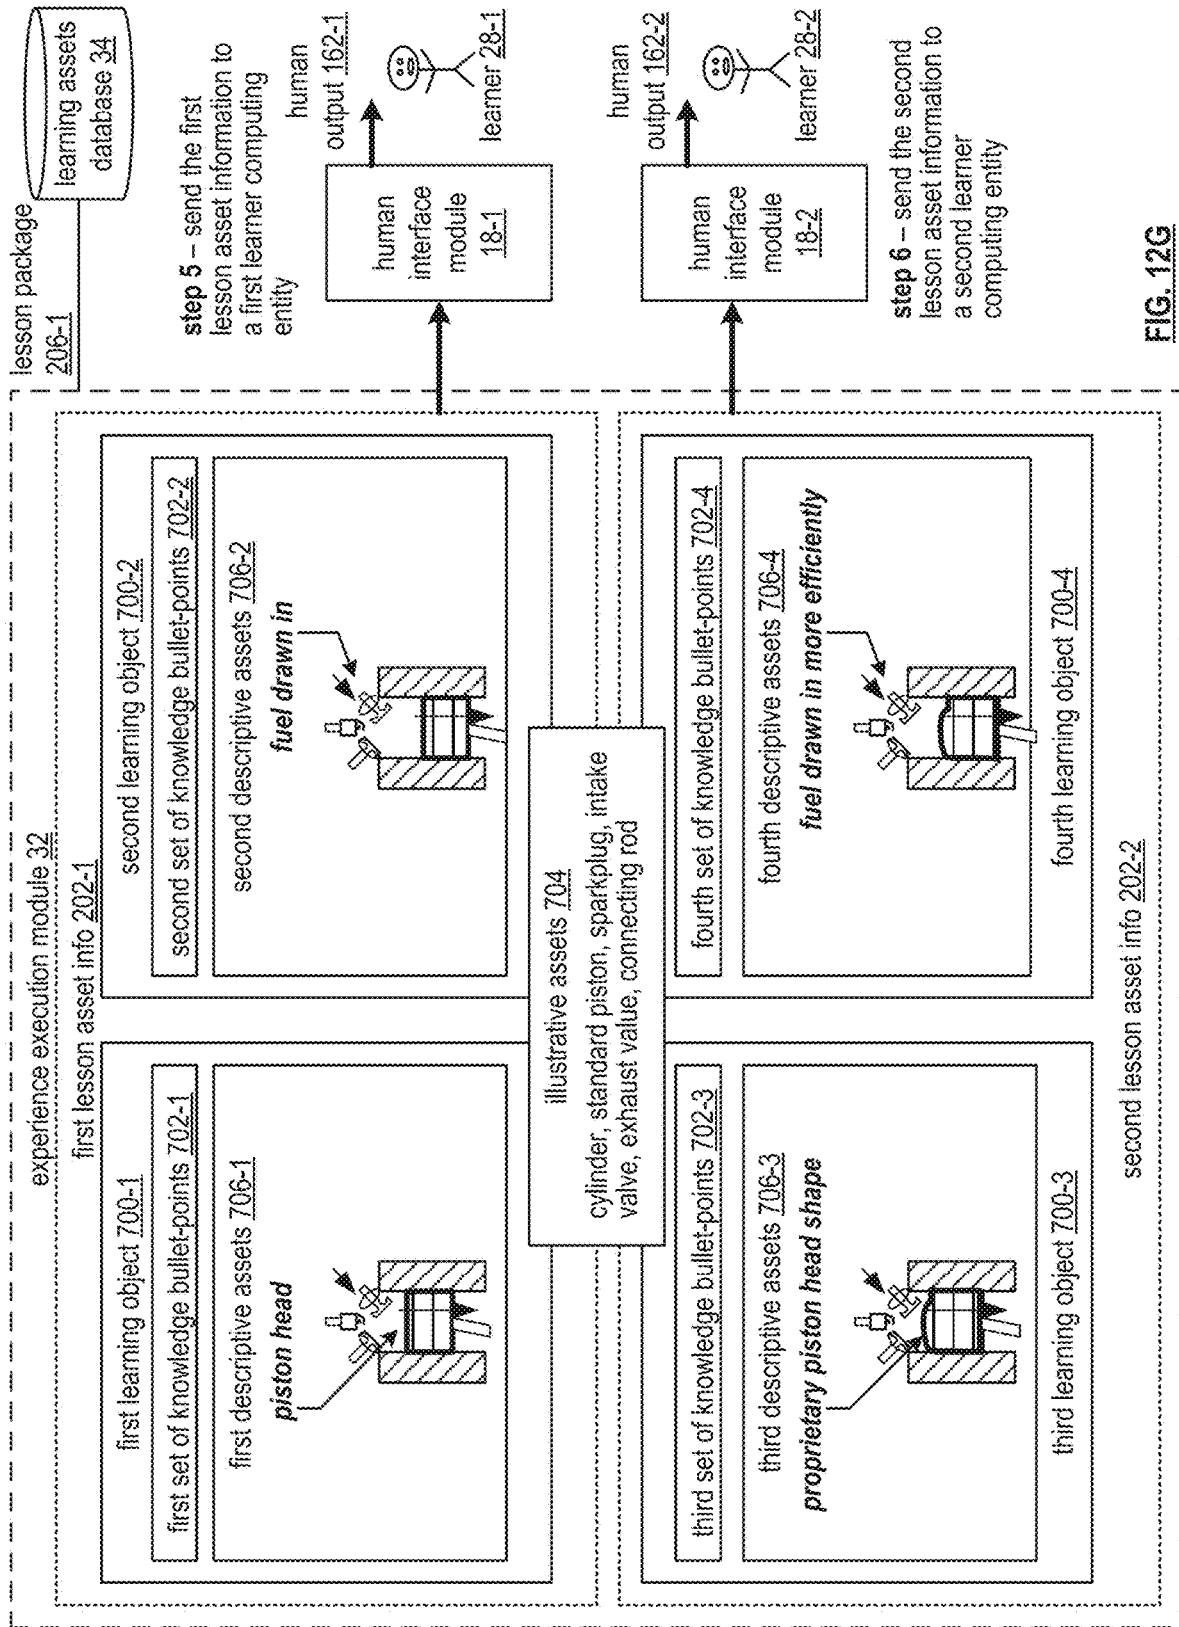 experience execution module 32
first lesson asset info 202-1
first learning object 700-1
first set of knowledge bullet-points 702-1
first descriptive assets 706-1
piston head
second learning object 700-2
second set of knowledge bullet-points 702-2
second descriptive assets 706-2
fuel drawn in
illustrative assets 704
cylinder, standard piston, sparkplug, intake
valve, exhaust value, connecting rod
third set of knowledge bullet-points 702-3
third descriptive assets 706-3
proprietary piston head shape
third learning object 700-3
fourth set of knowledge bullet-points 702-4
fourth descriptive assets 706-4
fuel drawn in more efficiently
fourth learning object 700-4
second lesson asset info 202-2
lesson package
206-1
learning assets
database 34
step 5 – send the first
lesson asset information to
a first learner computing
entity
human
interface
module
18-1
human
output 162-1
learner 28-1
human
interface
module
18-2
human
output 162-2
learner 28-2
step 6 – send the second
lesson asset information to
a second learner
computing entity
FIG. 12G